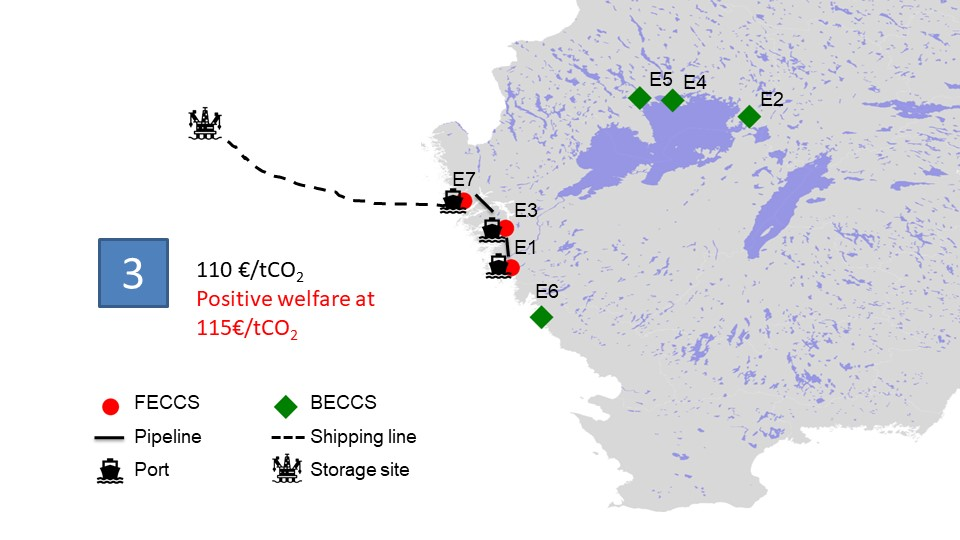 E5 E4
E2
E7
E3
E1
E6
3
110 €/tCO2
Positive welfare at
115€/tCO2
FECCS BECCS
Pipeline Shipping line
Port Storage site